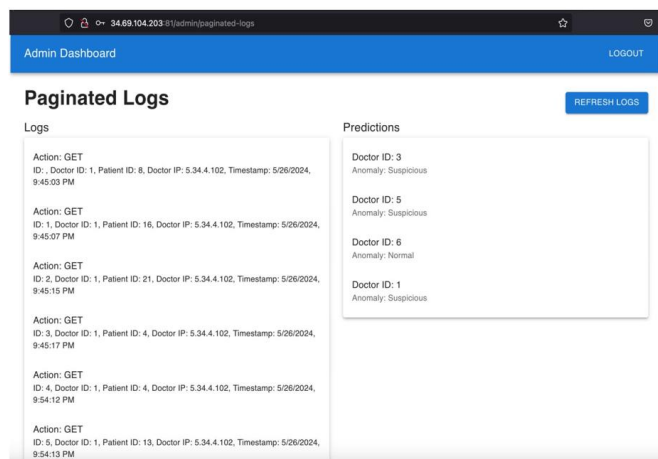 34.69.104.203:81/admin/paginated-logs
Admin Dashboard
LOGOUT
Paginated Logs
REFRESH LOGS
Logs
Action: GET
ID: , Doctor ID: 1, Patient ID: 8, Doctor IP: 5.34.4.102, Timestamp: 5/26/2024,
9:45:03 PM
Action: GET
ID: 1, Doctor ID: 1, Patient ID: 16, Doctor IP: 5.34.4.102, Timestamp: 5/26/2024,
9:45:07 PM
Action: GET
ID: 2, Doctor ID: 1, Patient ID: 21, Doctor IP: 5.34.4.102, Timestamp: 5/26/2024,
9:45:15 PM
Action: GET
ID: 3, Doctor ID: 1, Patient ID: 4, Doctor IP: 5.34.4.102, Timestamp: 5/26/2024,
9:45:17 PM
Action: GET
ID: 4, Doctor ID: 1, Patient ID: 4, Doctor IP: 5.34.4.102, Timestamp: 5/26/2024,
9:54:12 PM
Action: GET
ID: 5, Doctor ID: 1, Patient ID: 13, Doctor IP: 5.34.4.102, Timestamp: 5/26/2024,
9:54:13 PM
Predictions
Doctor ID: 3
Anomaly: Suspicious
Doctor ID: 5
Anomaly: Suspicious
Doctor ID: 6
Anomaly: Normal
Doctor ID: 1
Anomaly: Suspicious